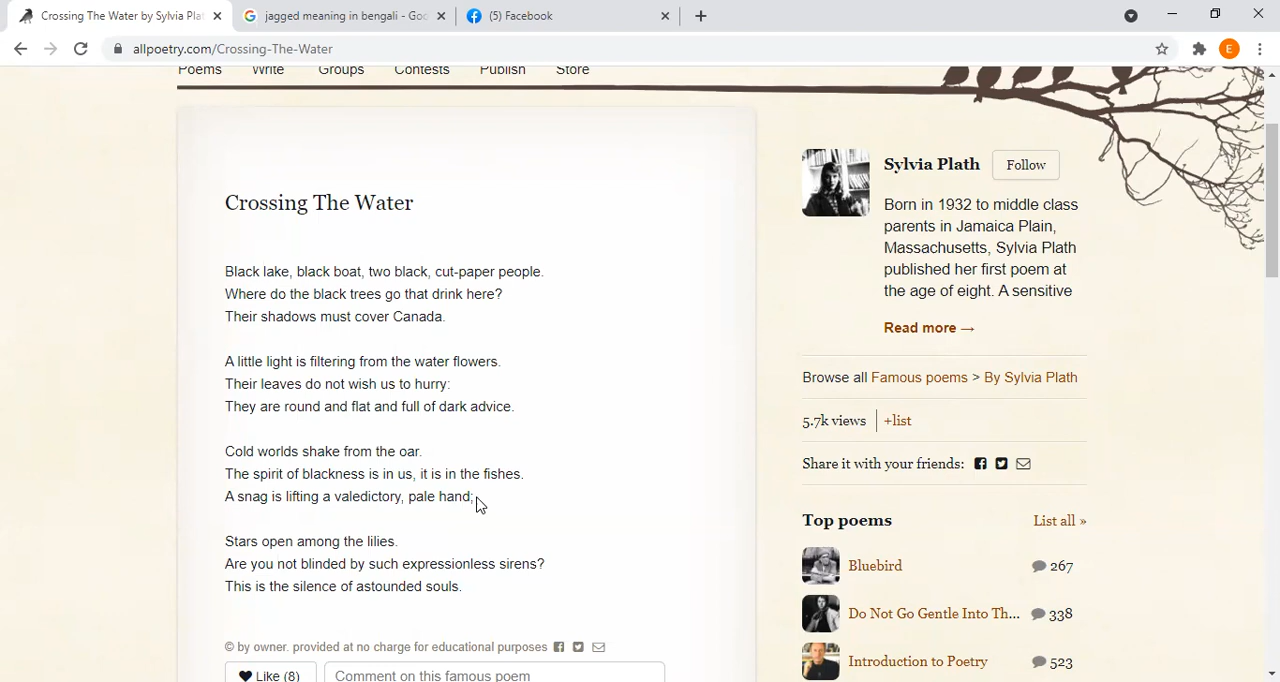 Crossing The Water by Sylvia Plat
jagged meaning in bengali - Goo
(5) Facebook
allpoetry.com/Crossing-The-Water
E
Poems Write Groups Contests Publish Store
Crossing The Water
Black lake, black boat, two black, cut-paper people.
Where do the black trees go that drink here?
Their shadows must cover Canada.
A little light is filtering from the water flowers.
Their leaves do not wish us to hurry:
They are round and flat and full of dark advice.
Cold worlds shake from the oar.
The spirit of blackness is in us, it is in the fishes.
A snag is lifting a valedictory, pale hand;
Stars open among the lilies.
Are you not blinded by such expressionless sirens?
This is the silence of astounded souls.
© by owner. provided at no charge for educational purposes
Like (8)
Comment on this famous poem
Sylvia Plath
Follow
Born in 1932 to middle class
parents in Jamaica Plain,
Massachusetts, Sylvia Plath
published her first poem at
the age of eight. A sensitive
Read more →
Browse all Famous poems > By Sylvia Plath
5.7k views +list
Share it with your friends:
Top poems
List all »
Bluebird 267
Do Not Go Gentle Into Th... 338
Introduction to Poetry 523